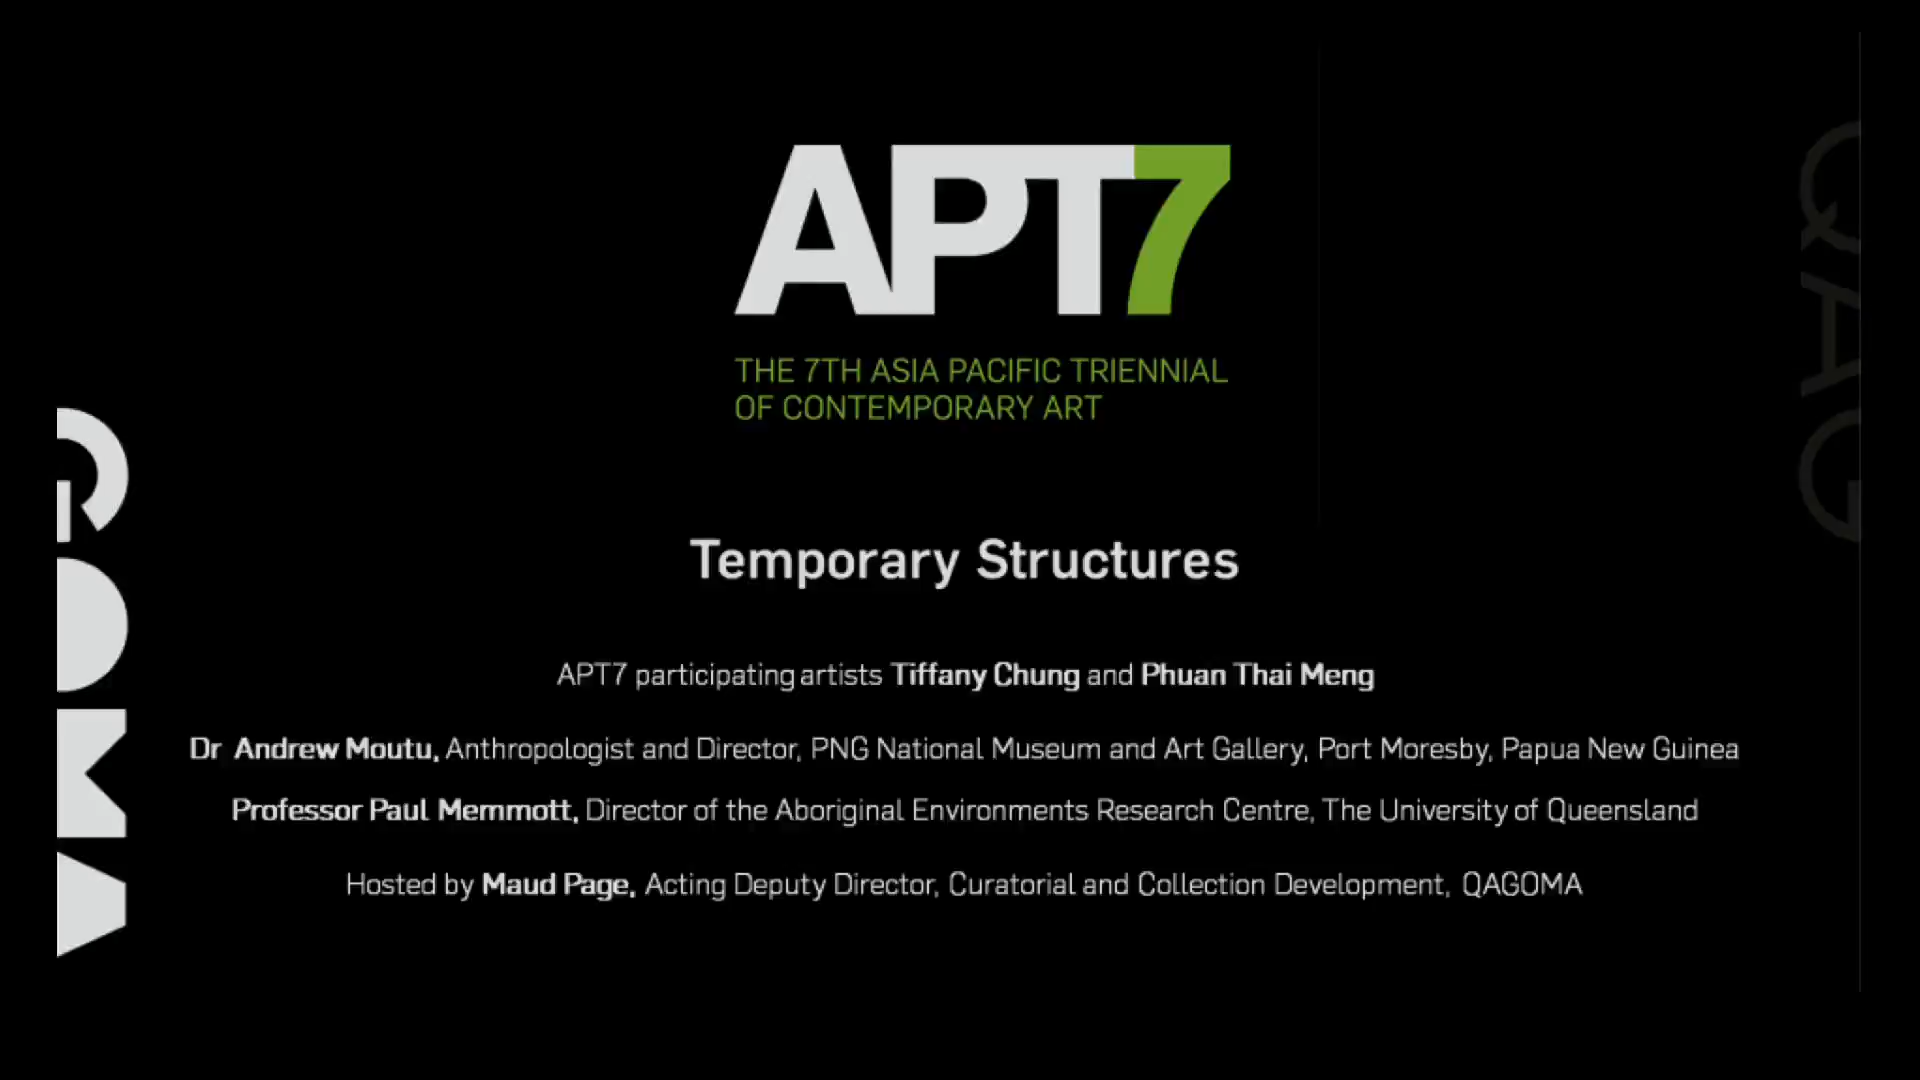 APT7
THE 7TH ASIA PACIFIC TRIENNIAL
OF CONTEMPORARY ART
GOMA
QAG
Temporary Structures
APT7 participating artists Tiffany Chung and Phuan Thai Meng
Dr Andrew Moutu, Anthropologist and Director, PNG National Museum and Art Gallery, Port Moresby, Papua New Guinea
Professor Paul Memmott, Director of the Aboriginal Environments Research Centre, The University of Queensland
Hosted by Maud Page, Acting Deputy Director, Curatorial and Collection Development, QAGOMA